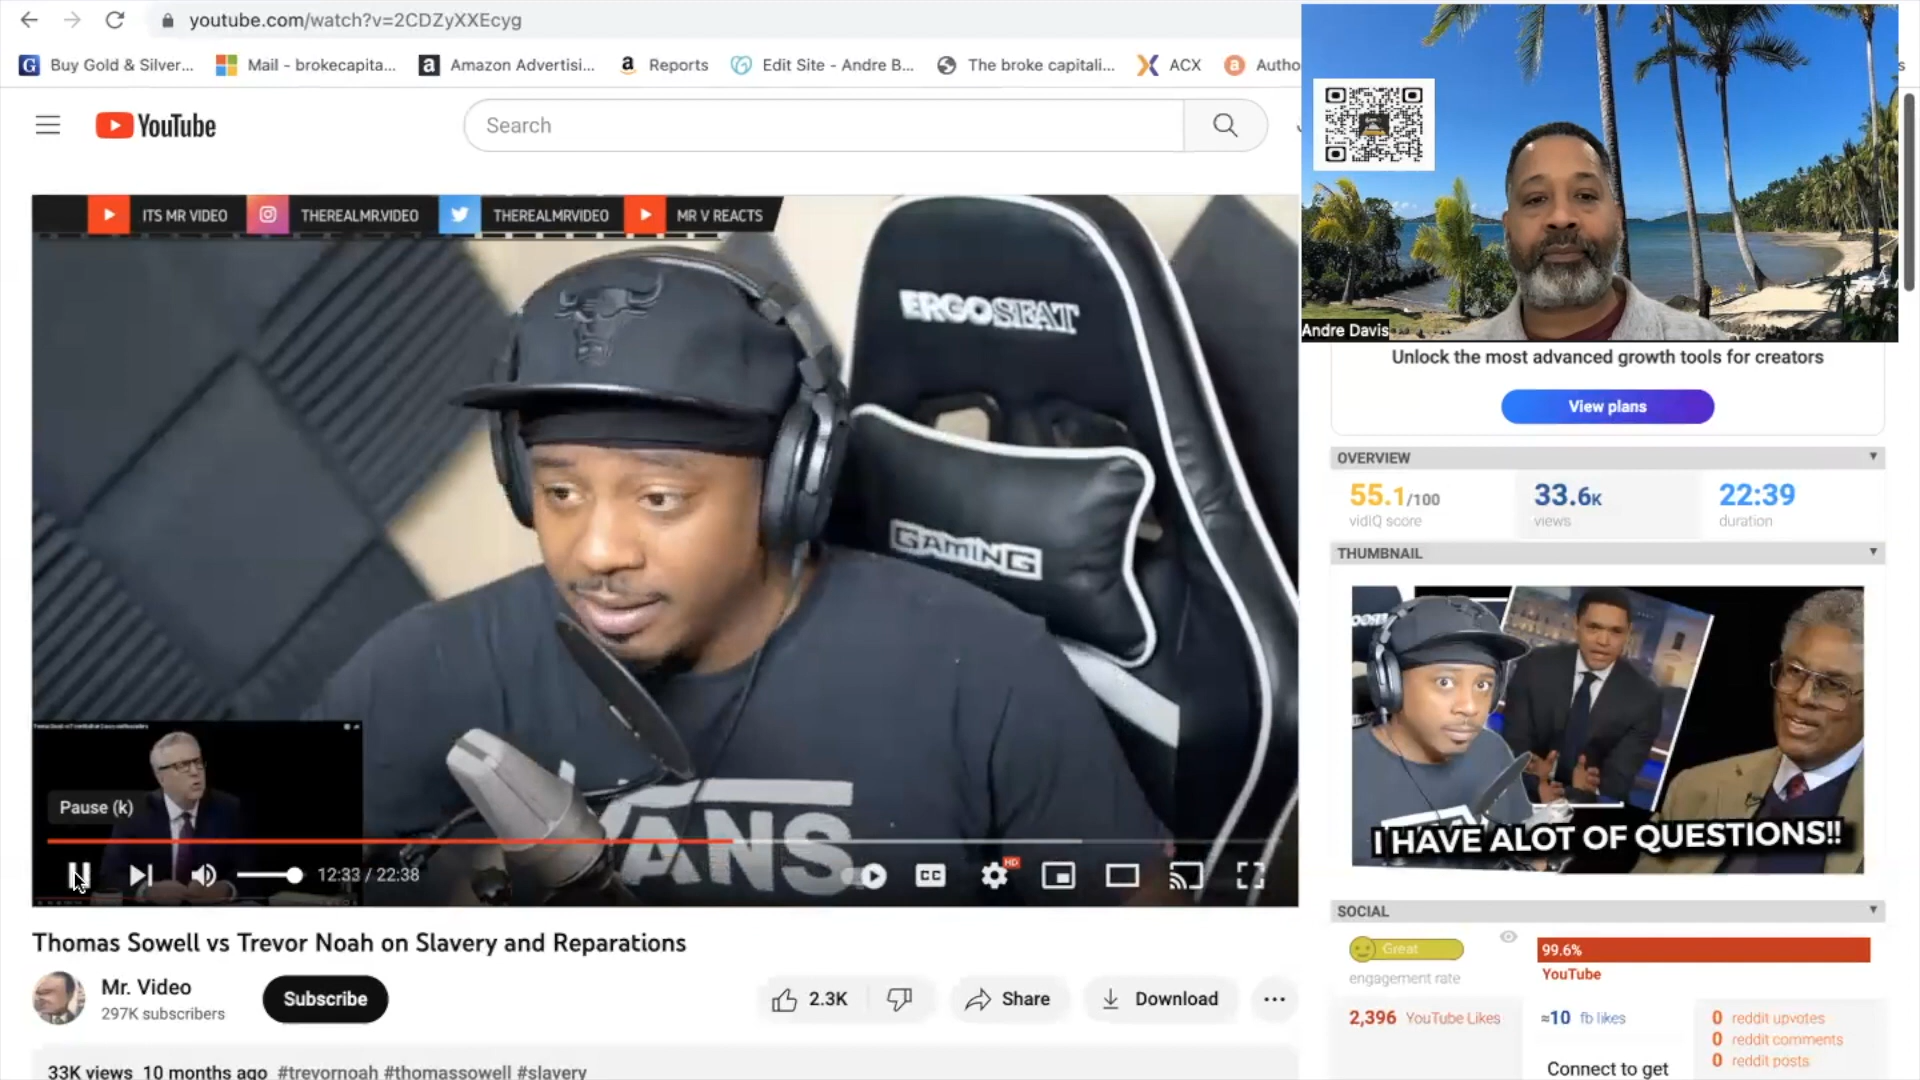 youtube.com/watch?v=2CDZyXXEcyg
Buy Gold & Silver...
Mail - brokecapita...
Amazon Advertisi...
Reports
Edit Site - Andre B...
The broke capitali...
ACX
Autho
YouTube
Search
ITS MR VIDEO
THEREALMR.VIDEO
THEREALMRVIDEO
MR V REACTS
ERGOSEAT
GAMING
VANS
Pause (k)
12:33 / 22:38
CC
HD
Thomas Sowell vs Trevor Noah on Slavery and Reparations
Mr. Video
297K subscribers
Subscribe
2.3K
Share
Download
33K views 10 months ago #trevornoah #thomassowell #slavery
Andre Davis
Unlock the most advanced growth tools for creators
View plans
OVERVIEW
55.1/100
vidIQ score
33.6K
views
22:39
duration
THUMBNAIL
I HAVE ALOT OF QUESTIONS!!
SOCIAL
Great
engagement rate
99.6%
YouTube
2,396 YouTube Likes
≈10 fb likes
0 reddit upvotes
0 reddit comments
0 reddit posts
Connect to get